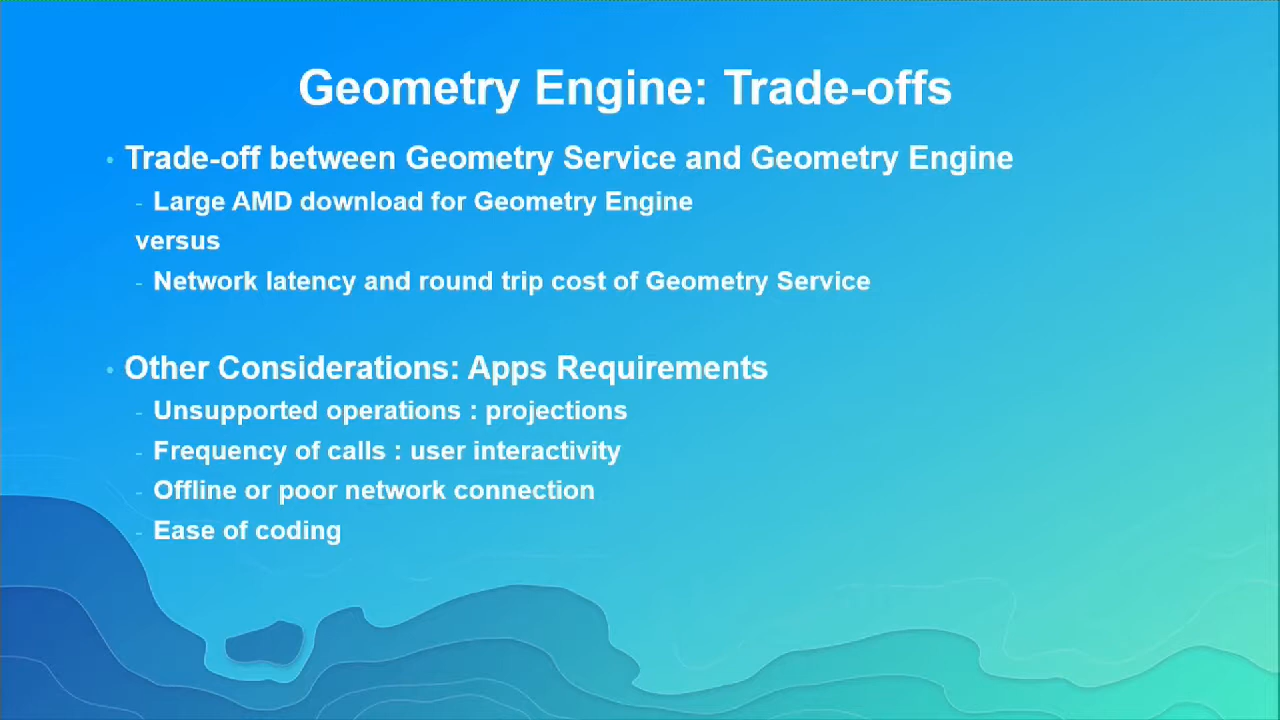 Geometry Engine: Trade-offs
• Trade-off between Geometry Service and Geometry Engine
- Large AMD download for Geometry Engine
versus
- Network latency and round trip cost of Geometry Service
• Other Considerations: Apps Requirements
- Unsupported operations : projections
- Frequency of calls : user interactivity
- Offline or poor network connection
- Ease of coding